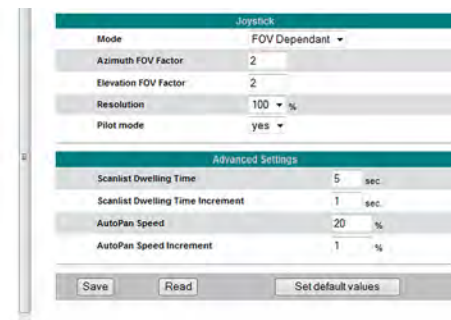 Joystick
Mode FOV Dependant
Azimuth FOV Factor 2
Elevation FOV Factor 2
Resolution 100 %
Pilot mode yes
Advanced Settings
Scanlist Dwelling Time 5 sec.
Scanlist Dwelling Time Increment 1 sec.
AutoPan Speed 20 %
AutoPan Speed Increment 1 %
Save Read Set default values